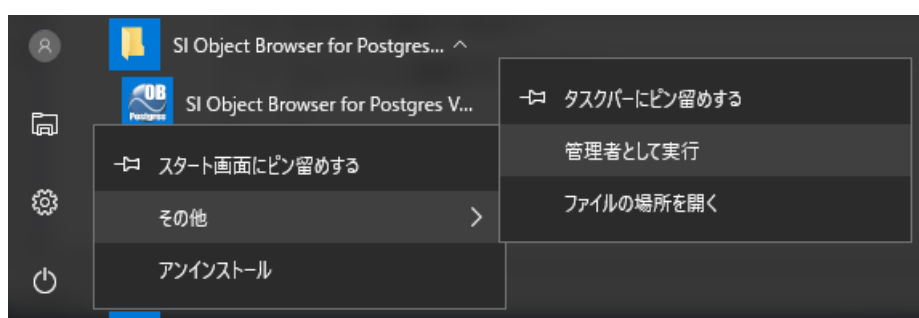 SI Object Browser for Postgres...
OB
Postgres
SI Object Browser for Postgres V...
スタート画面にピン留めする
その他
アンインストール
タスクバーにピン留めする
管理者として実行
ファイルの場所を開く